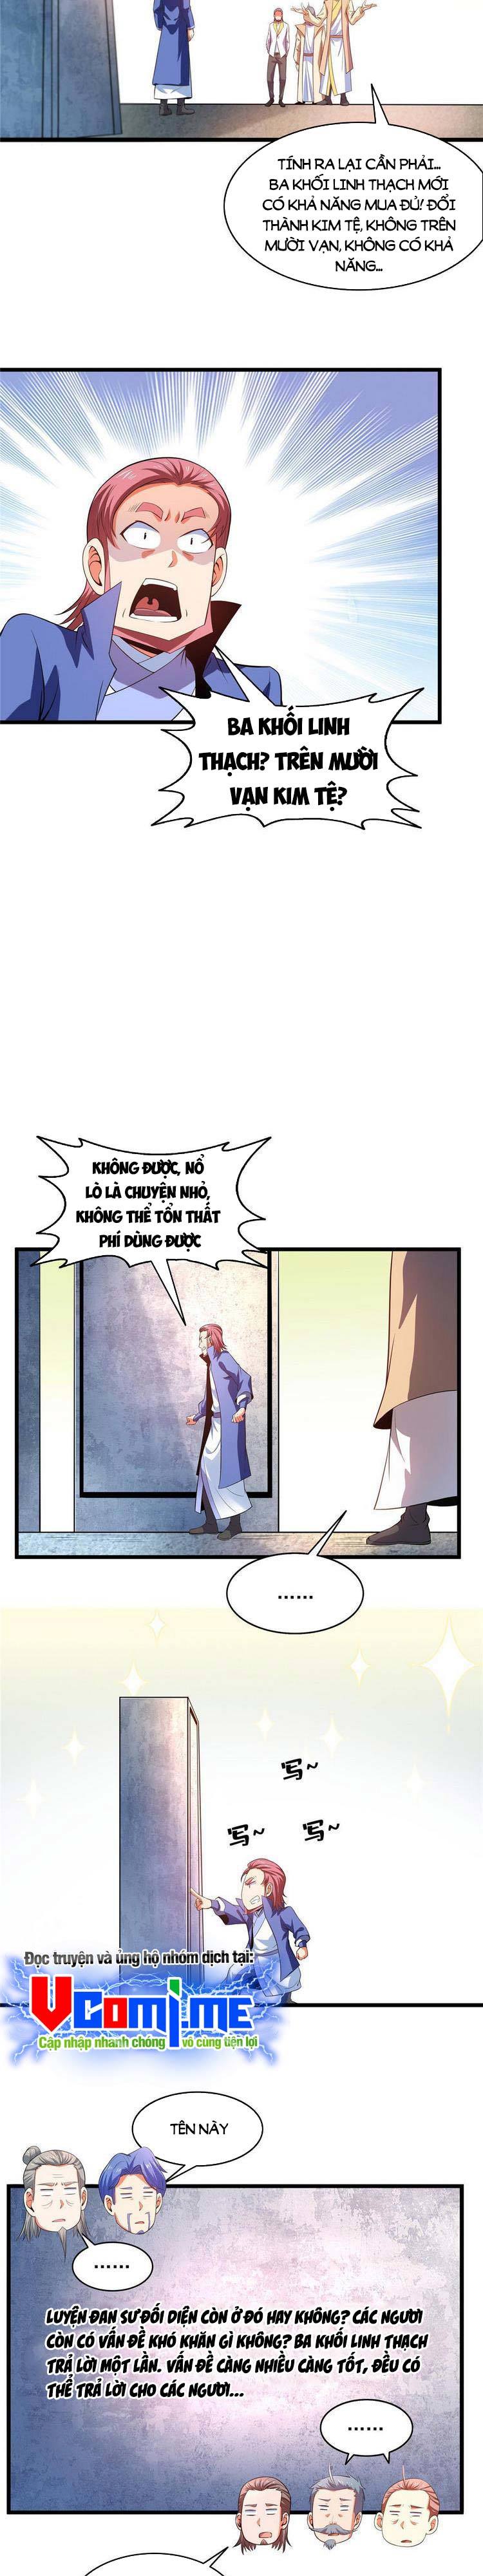 TÍNH RA LẠI CẦN PHẢI...
BA KHỐI LINH THẠCH MỚI
CÓ KHẢ NĂNG MUA ĐỦ! ĐỔI
THÀNH KIM TỆ, KHÔNG TRÊN
MƯỜI VẠN, KHÔNG CÓ KHẢ
NĂNG...
BA KHỐI LINH
THẠCH? TRÊN MƯỜI
VẠN KIM TỆ?
KHÔNG ĐƯỢC, NỔ
LÒ LÀ CHUYỆN NHỎ,
KHÔNG THỂ TỔN THẤT
PHÍ DÙNG ĐƯỢC
......
写~
写~ 写~
Đọc truyện và ủng hộ nhóm dịch tại:
VCOMI.ME
Cập nhập nhanh chóng vô cùng tiện lợi
TÊN NÀY
......
LUYỆN ĐAN SƯ ĐỐI DIỆN CÒN Ở ĐÓ HAY KHÔNG? CÁC NGƯƠI
CÒN CÓ VẤN ĐỀ KHÓ KHĂN GÌ KHÔNG? BA KHỐI LINH THẠCH
TRẢ LỜI MỘT LẦN. VẤN ĐỀ CÀNG NHIỀU CÀNG TỐT, ĐỀU CÓ
THỂ TRẢ LỜI CHO CÁC NGƯƠI...
......